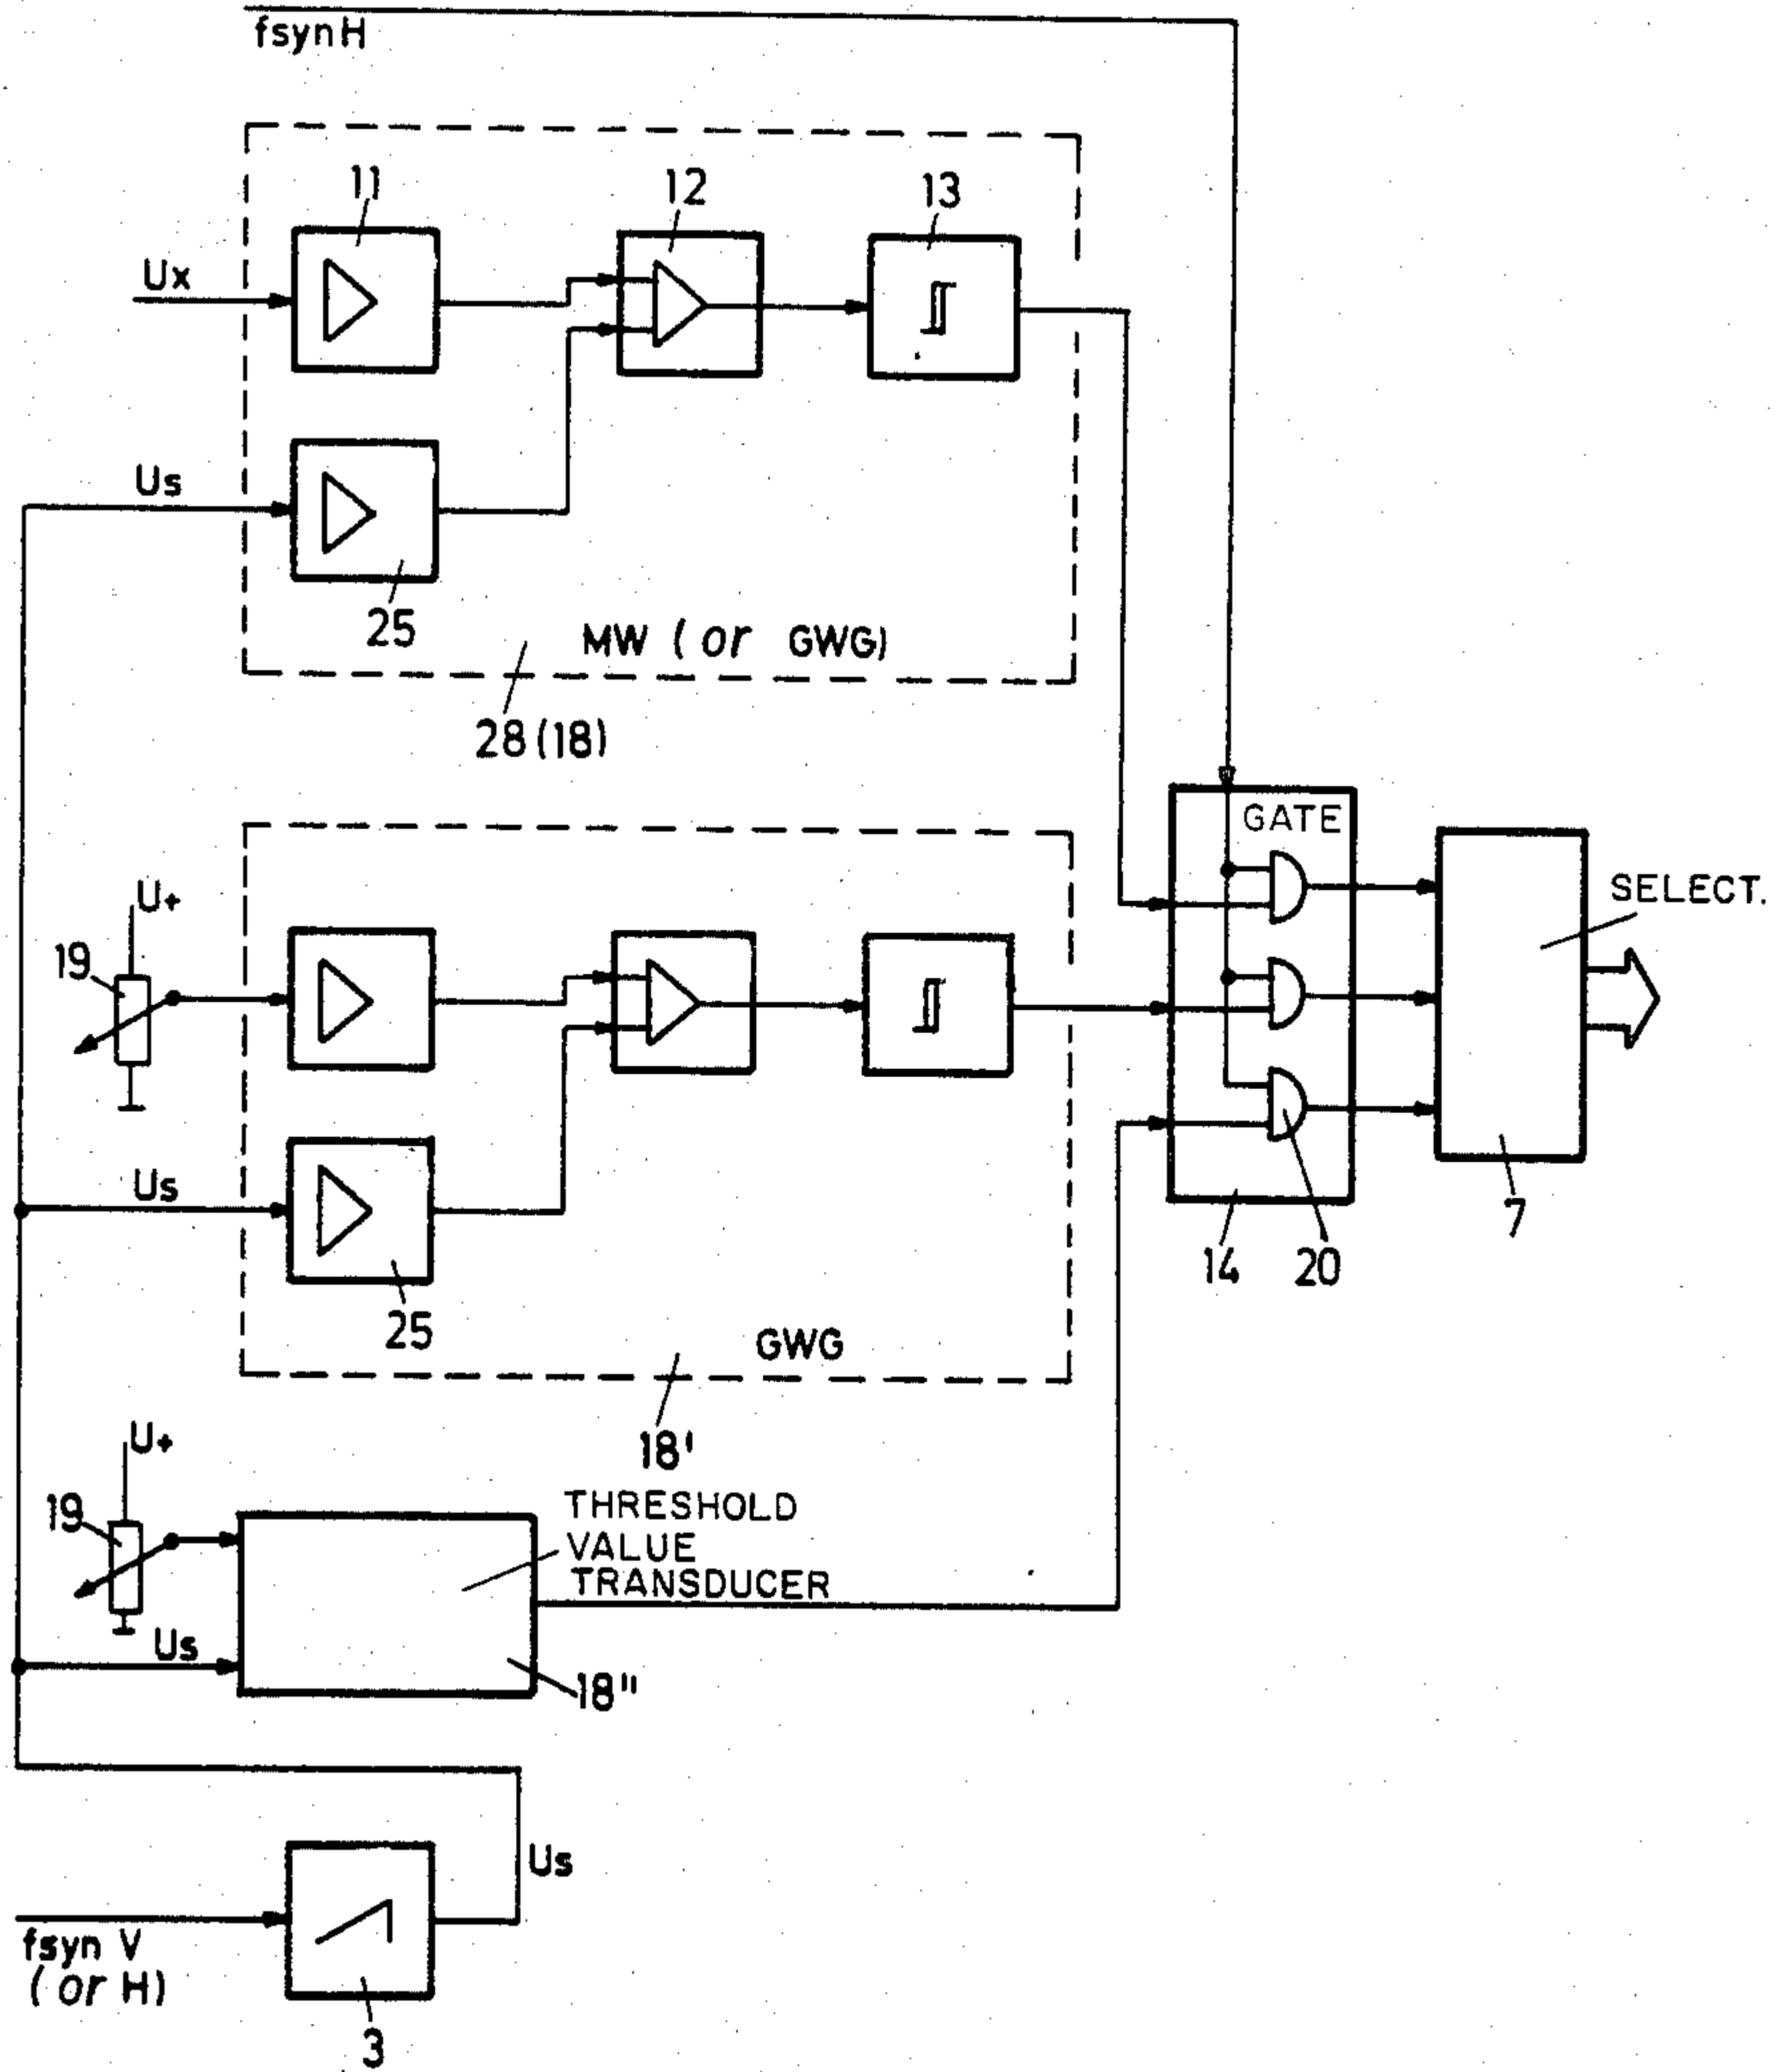 fsynH
11
12
13
Ux
Us
25
MW (or GWG)
28(18)
GATE
SELECT.
U+
19
Us
25
GWG
14
20
7
18'
U+
19
THRESHOLD
VALUE
TRANSDUCER
Us
18"
Us
fsyn V
(or H)
3